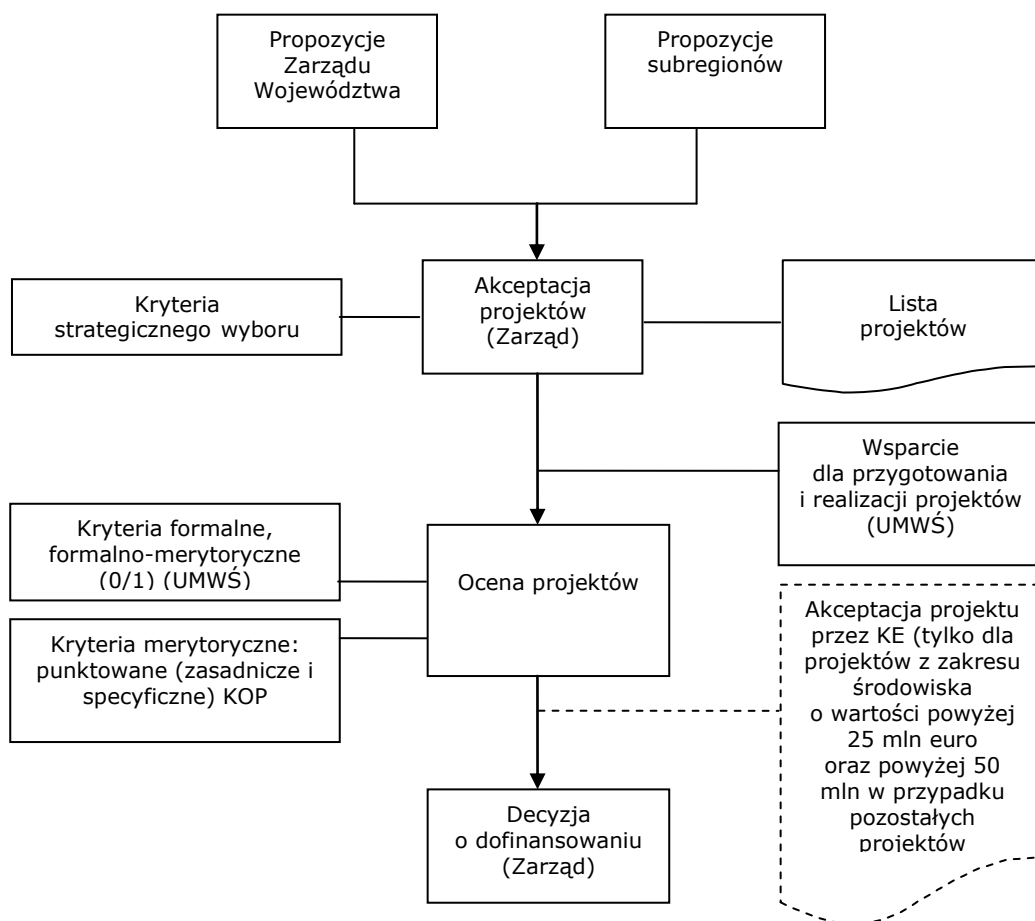 Propozycje
Zarządu
Województwa
Propozycje
subregionów
Kryteria
strategicznego wyboru
Akceptacja
projektów
(Zarząd)
Lista
projektów
Wsparcie
dla przygotowania
i realizacji projektów
(UMWŚ)
Kryteria formalne,
formalno-merytoryczne
(0/1) (UMWŚ)
Ocena projektów
Kryteria merytoryczne:
punktowane (zasadnicze i
specyficzne) KOP
Akceptacja projektu
przez KE (tylko dla
projektów z zakresu
środowiska
o wartości powyżej
25 mln euro
oraz powyżej 50
mln w przypadku
pozostałych
projektów
Decyzja
o dofinansowaniu
(Zarząd)